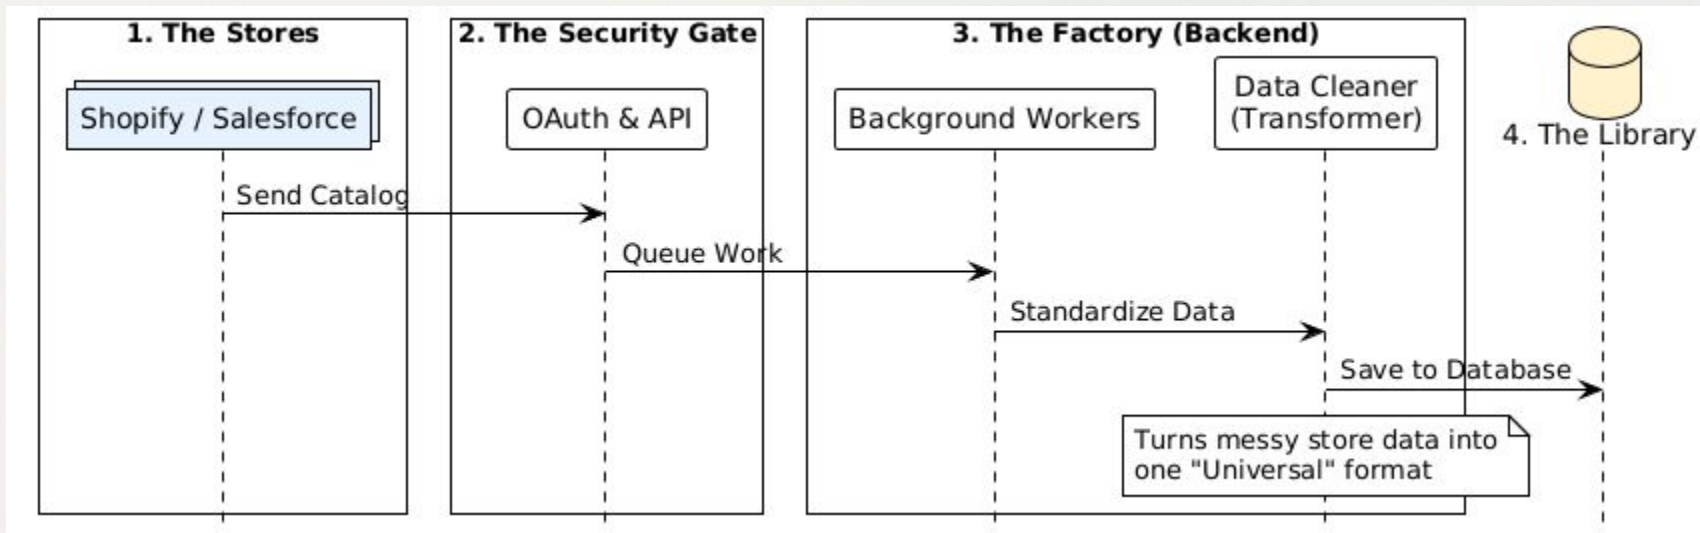 1. The Stores
2. The Security Gate
3. The Factory (Backend)
Shopify / Salesforce
OAuth & API
Background Workers
Data Cleaner
(Transformer)
4. The Library
Send Catalog
Queue Work
Standardize Data
Save to Database
Turns messy store data into
one "Universal" format